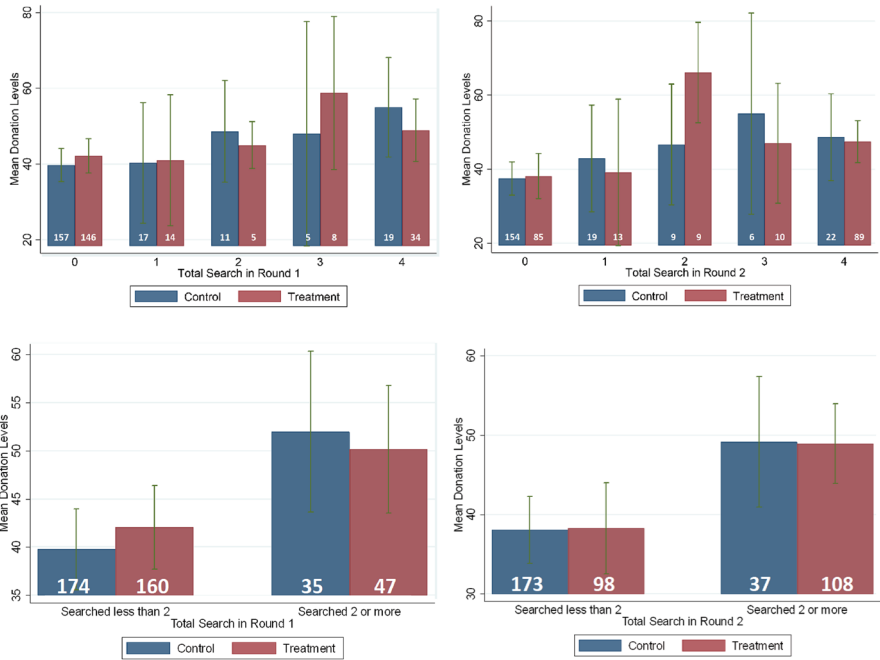 80
60
40
20
Mean Donation Levels
157 146 17 14 11 5 5 8 19 34
0 1 2 3 4
Total Search in Round 1
Control Treatment
80
60
40
20
Mean Donation Levels
154 85 19 13 9 9 6 10 22 89
0 1 2 3 4
Total Search in Round 2
Control Treatment
60
55
50
45
40
35
Mean Donation Levels
174 160 35 47
Searched less than 2 Searched 2 or more
Total Search in Round 1
Control Treatment
60
50
40
30
Mean Donation Levels
173 98 37 108
Searched less than 2 Searched 2 or more
Total Search in Round 2
Control Treatment